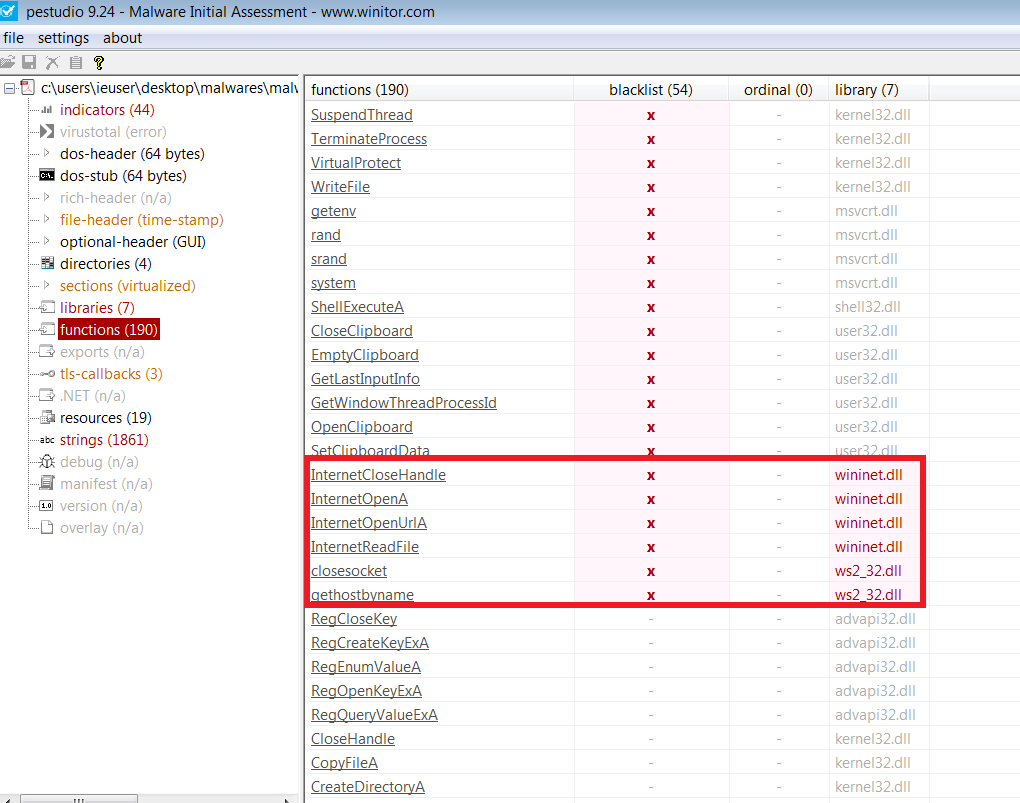 pestudio 9.24 - Malware Initial Assessment - www.winitor.com
file settings about
c:\users\ieuser\desktop\malwares\malv
indicators (44)
virustotal (error)
dos-header (64 bytes)
dos-stub (64 bytes)
rich-header (n/a)
file-header (time-stamp)
optional-header (GUI)
directories (4)
sections (virtualized)
libraries (7)
functions (190)
exports (n/a)
tls-callbacks (3)
.NET (n/a)
resources (19)
abc strings (1861)
debug (n/a)
manifest (n/a)
1.0 version (n/a)
overlay (n/a)
functions (190) blacklist (54) ordinal (0) library (7)
SuspendThread x - kernel32.dll
TerminateProcess x - kernel32.dll
VirtualProtect x - kernel32.dll
WriteFile x - kernel32.dll
getenv x - msvcrt.dll
rand x - msvcrt.dll
srand x - msvcrt.dll
system x - msvcrt.dll
ShellExecuteA x - shell32.dll
CloseClipboard x - user32.dll
EmptyClipboard x - user32.dll
GetLastInputInfo x - user32.dll
GetWindowThreadProcessId x - user32.dll
OpenClipboard x - user32.dll
SetClipboardData x - user32.dll
InternetCloseHandle x - wininet.dll
InternetOpenA x - wininet.dll
InternetOpenUrlA x - wininet.dll
InternetReadFile x - wininet.dll
closesocket x - ws2_32.dll
gethostbyname x - ws2_32.dll
RegCloseKey - - advapi32.dll
RegCreateKeyExA - - advapi32.dll
RegEnumValueA - - advapi32.dll
RegOpenKeyExA - - advapi32.dll
RegQueryValueExA - - advapi32.dll
CloseHandle - - kernel32.dll
CopyFileA - - kernel32.dll
CreateDirectoryA - - kernel32.dll